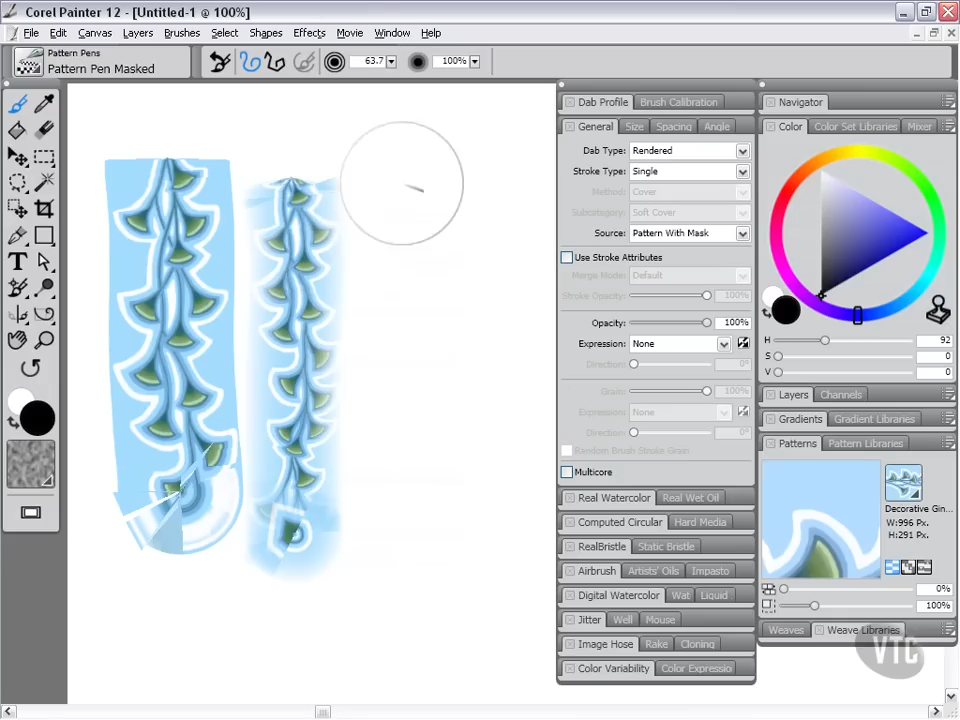 Corel Painter 12 - [Untitled-1 @ 100%]
File Edit Canvas Layers Brushes Select Shapes Effects Movie Window Help
Pattern Pens
Pattern Pen Masked
63.7
100%
T
Dab Profile Brush Calibration
General Size Spacing Angle
Dab Type: Rendered
Stroke Type: Single
Method: Cover
Subcategory: Soft Cover
Source: Pattern With Mask
Use Stroke Attributes
Merge Mode: Default
Stroke Opacity: 100%
Opacity: 100%
Expression: None
Direction: 0°
Grain: 100%
Expression: None
Direction: 0°
Random Brush Stroke Grain
Multicore
Real Watercolor Real Wet Oil
Computed Circular Hard Media
RealBristle Static Bristle
Airbrush Artists' Oils Impasto
Digital Watercolor Wat Liquid
Jitter Well Mouse
Image Hose Rake Cloning
Color Variability Color Expressio
Navigator
Color Color Set Libraries Mixer
H 92
S 0
V 0
Layers Channels
Gradients Gradient Libraries
Patterns Pattern Libraries
Decorative Gin...
W:996 Px.
H:291 Px.
0%
100%
Weaves Weave Libraries
VTC